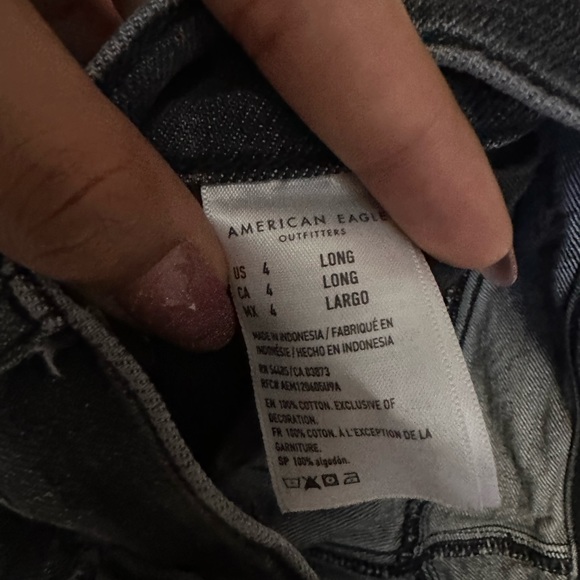 AMERICAN EAGLE
OUTFITTERS
US 4 LONG
CA 4 LONG
MX 4 LARGO
MADE IN INDONESIA / FABRIQUÉ EN
INDONÉSIE / HECHO EN INDONESIA
RN 54485 / CA 03873
RFC# AEM120605U9A
EN 100% COTTON. EXCLUSIVE OF
DECORATION.
FR 100% COTON. À L'EXCEPTION DE LA
GARNITURE.
SP 100% algodón.